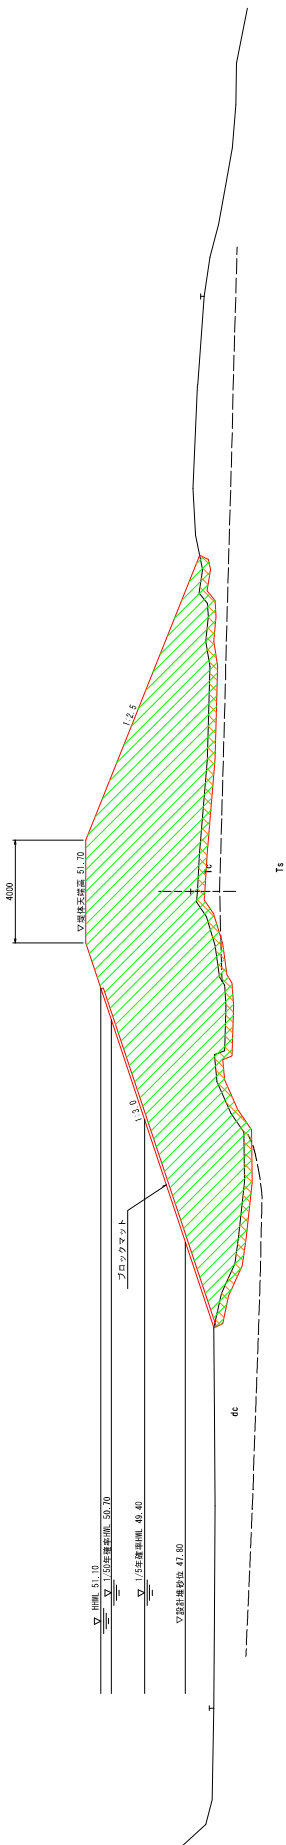 HHWL 51.10
1/50年確率HWL 50.70
1/5年確率HWL 49.40
設計堆砂位 47.80
ブロックマット
1:3.0
4000
堤体天端高 51.70
1:2.5
Tc
Ts
dc